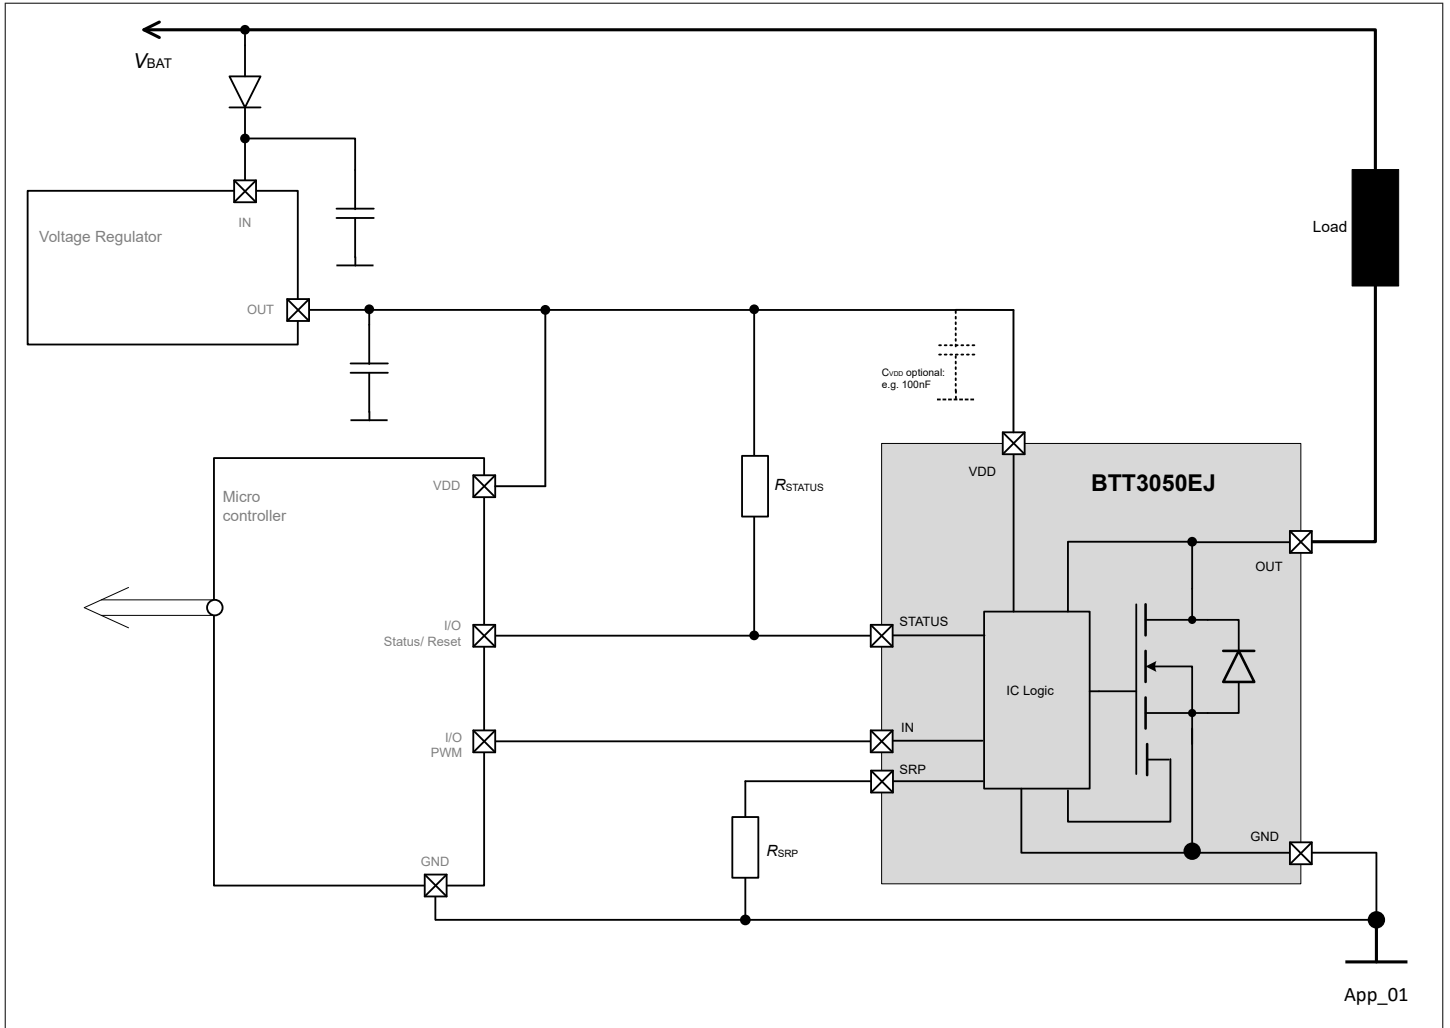 VBAT
IN
Voltage Regulator
Load
OUT
CVDD optional:
e.g. 100nF
VDD
BTT3050EJ
VDD
RSTATUS
Micro
controller
OUT
STATUS
I/O
Status/ Reset
IC Logic
IN
I/O
PWM
SRP
GND
RSRP
GND
App_01